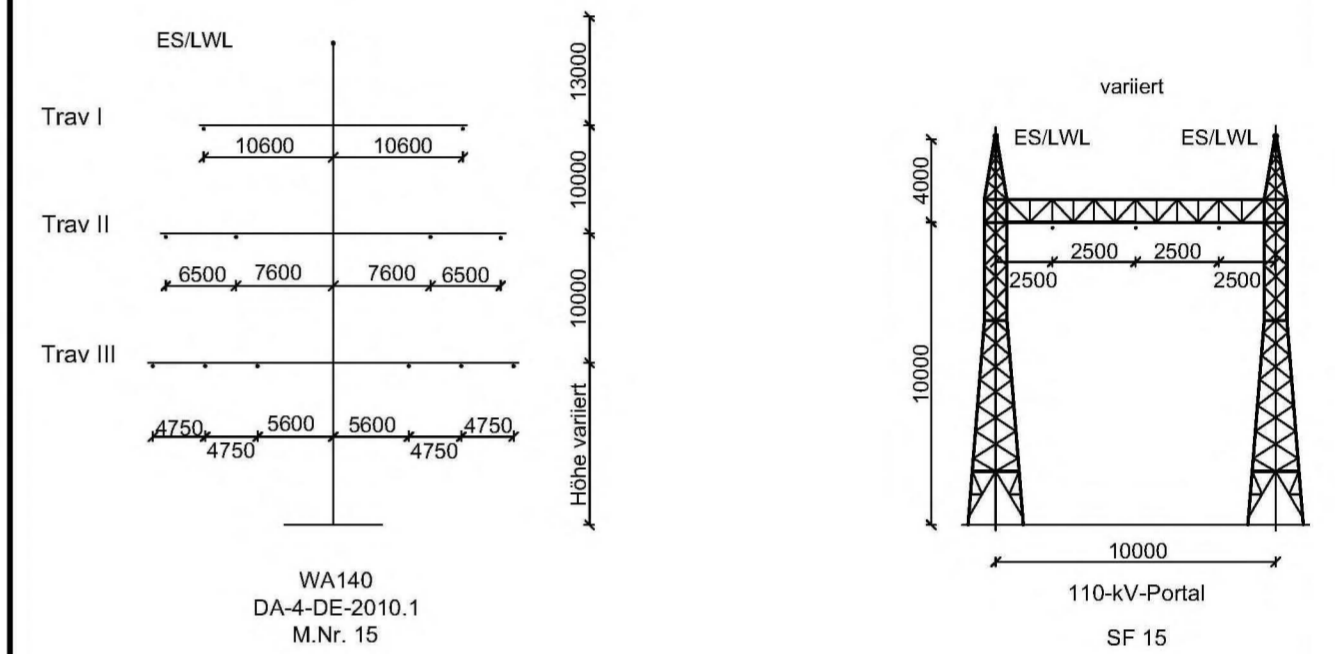 ES/LWL
Trav I
10600 10600
Trav II
6500 7600 7600 6500
Trav III
4750 5600 5600 4750
4750 4750
13000
10000
10000
Höhe variiert
WA140
DA-4-DE-2010.1
M.Nr. 15
variiert
ES/LWL ES/LWL
4000
2500 2500
2500 2500
10000
10000
110-kV-Portal
SF 15